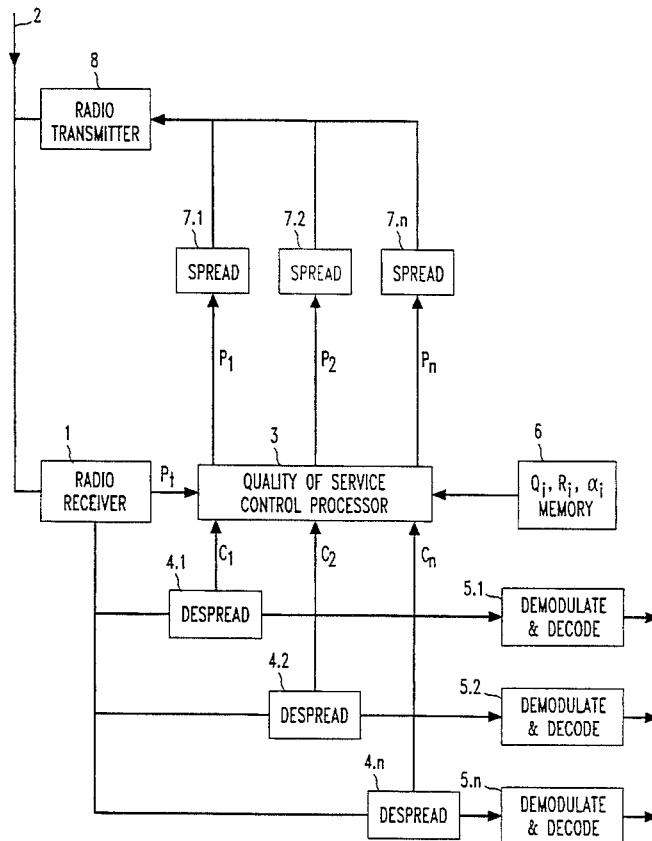 2
8
RADIO
TRANSMITTER
7.1
7.2
7.n
SPREAD
SPREAD
SPREAD
P1
P2
Pn
1
RADIO
RECEIVER
Pt
3
QUALITY OF SERVICE
CONTROL PROCESSOR
6
Qi, Ri, αi
MEMORY
C1
C2
Cn
4.1
DESPREAD
5.1
DEMODULATE
& DECODE
4.2
DESPREAD
5.2
DEMODULATE
& DECODE
4.n
DESPREAD
5.n
DEMODULATE
& DECODE